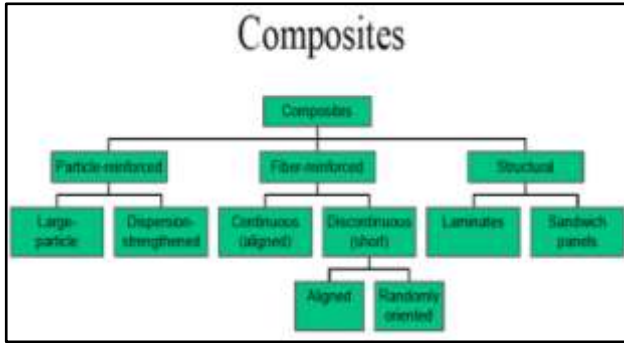 Composites
Composites
Particle-reinforced
Fiber-reinforced
Structural
Large-
particle
Dispersion-
strengthened
Continuous
(aligned)
Discontinuous
(short)
Laminates
Sandwich
panels
Aligned
Randomly
oriented